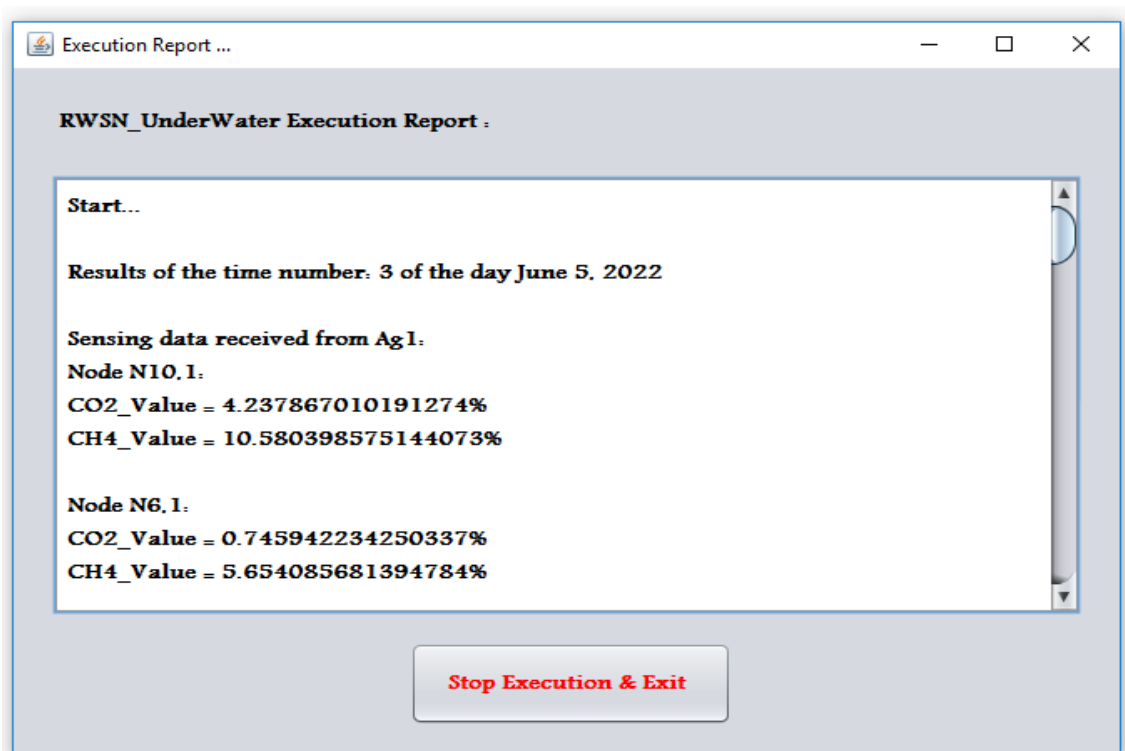 Execution Report ...
RWSN_UnderWater Execution Report :
Start...
Results of the time number: 3 of the day June 5, 2022
Sensing data received from Ag1:
Node N10,1:
CO2_Value = 4.237867010191274%
CH4_Value = 10.580398575144073%
Node N6,1:
CO2_Value = 0.745942234250337%
CH4_Value = 5.654085681394784%
Stop Execution & Exit